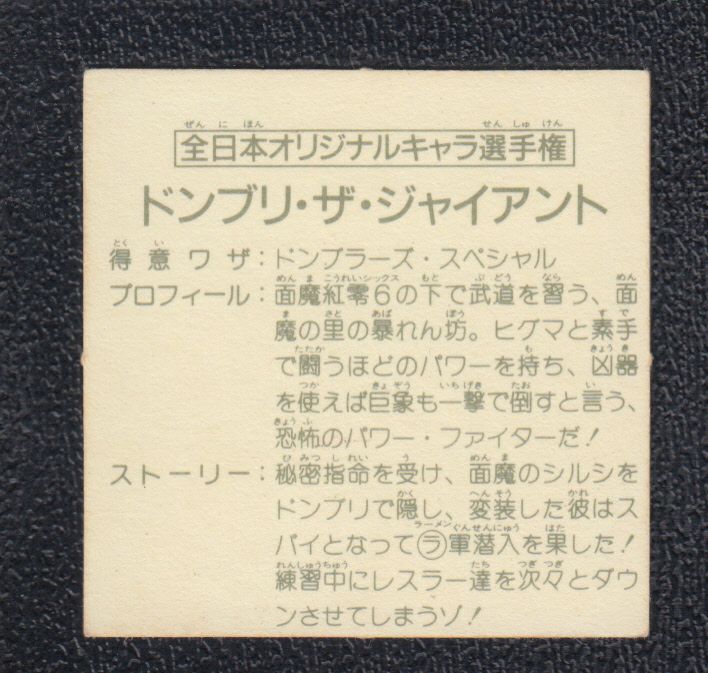 全日本オリジナルキャラ選手権
ドンブリ・ザ・ジャイアント
得意ワザ：ドンブラーズ・スペシャル
プロフィール：面魔紅零6の下で武道を習う、面
魔の里の暴れん坊。ヒグマと素手
で闘うほどのパワーを持ち、凶器
を使えば巨象も一撃で倒すと言う、
恐怖のパワー・ファイターだ！
ストーリー：秘密指命を受け、面魔のシルシを
ドンブリで隠し、変装した彼はス
パイとなって㋶軍潜入を果した！
練習中にレスラー達を次々とダウ
ンさせてしまうゾ！